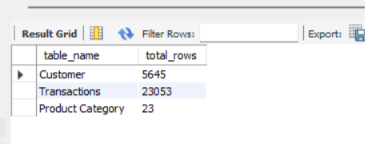 Result Grid Filter Rows: Export:
table_name total_rows
Customer 5645
Transactions 23053
Product Category 23